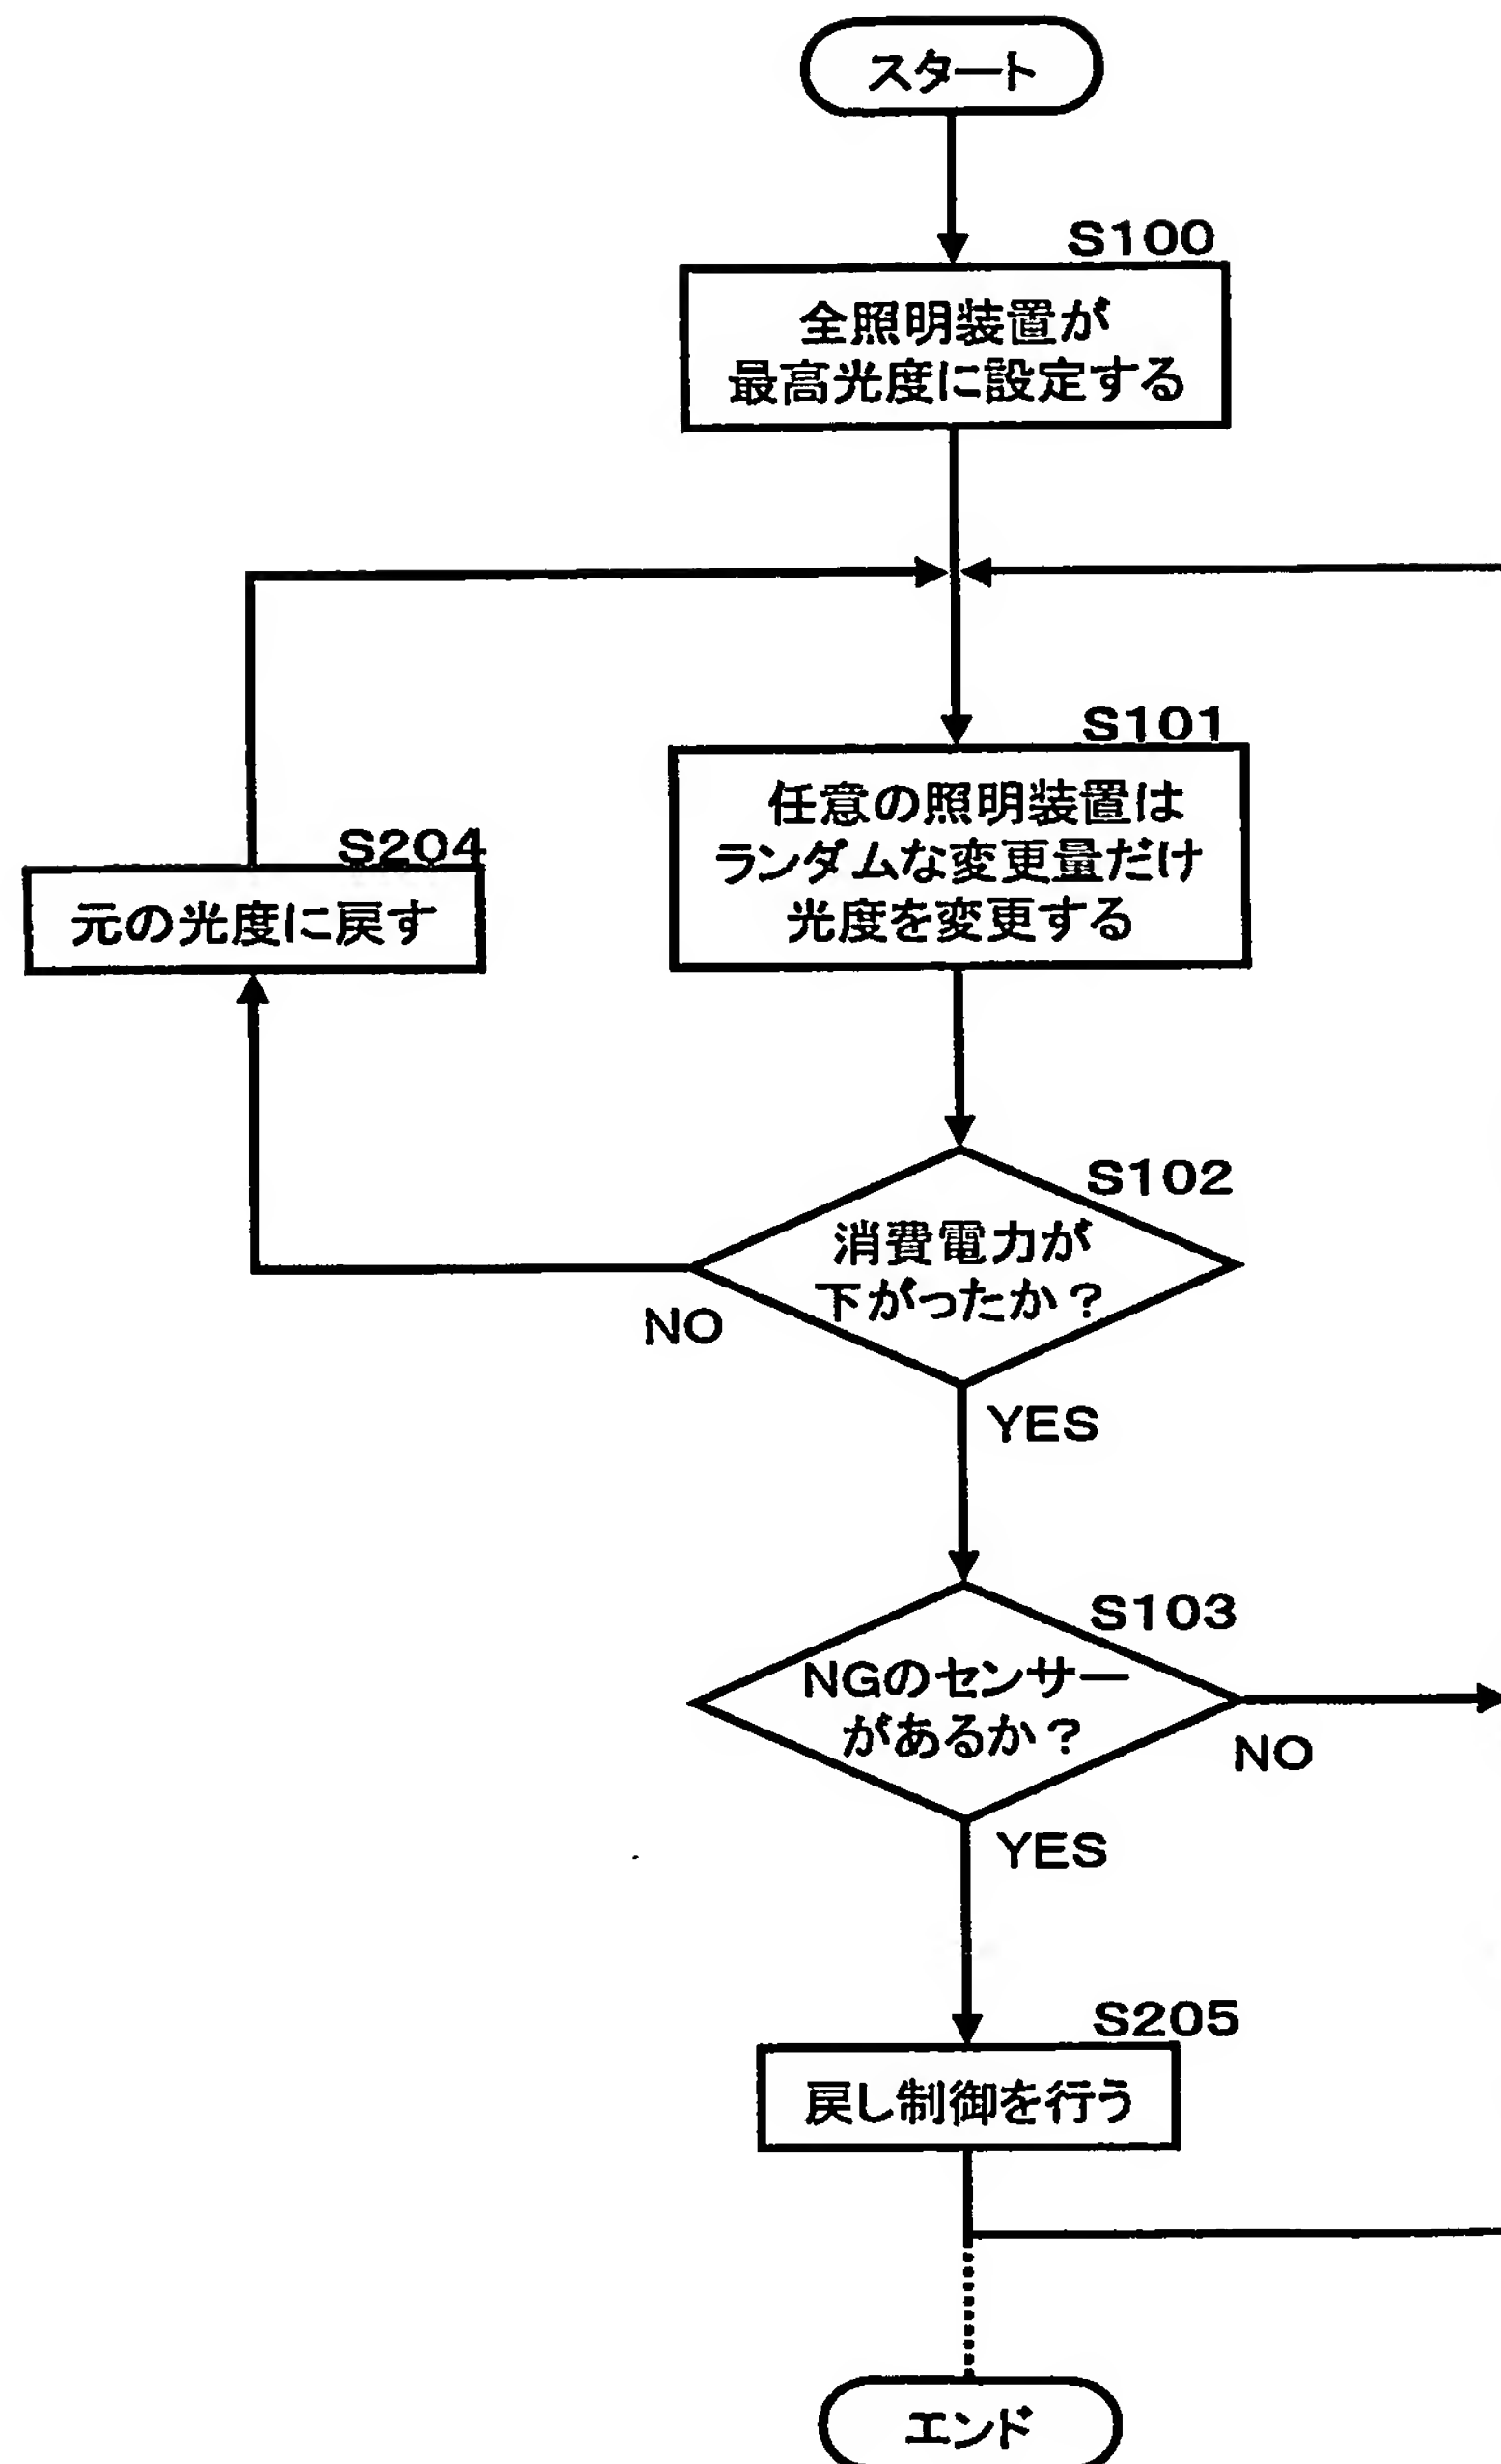 スタート
S100
全照明装置が
最高光度に設定する
S101
任意の照明装置は
ランダムな変更量だけ
光度を変更する
S204
元の光度に戻す
S102
消費電力が
下がったか？
NO
YES
S103
NGのセンサー
があるか？
NO
YES
S205
戻し制御を行う
エンド